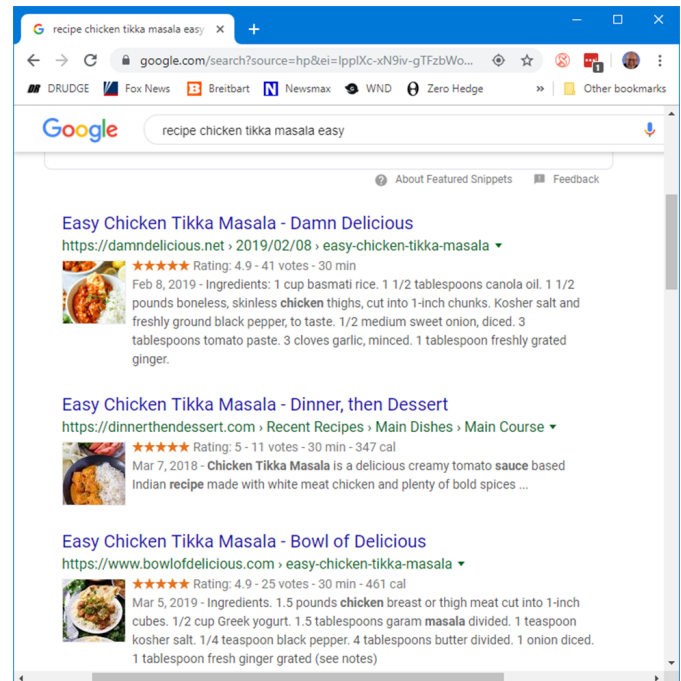 recipe chicken tikka masala easy
google.com/search?source=hp&ei=IppIXc-xN9iv-gTFzbWo...
1
DRUDGE Fox News Breitbart Newsmax WND Zero Hedge » Other bookmarks
Google recipe chicken tikka masala easy
About Featured Snippets Feedback
Easy Chicken Tikka Masala - Damn Delicious
https://damndelicious.net › 2019/02/08 › easy-chicken-tikka-masala
Rating: 4.9 - 41 votes - 30 min
Feb 8, 2019 - Ingredients: 1 cup basmati rice. 1 1/2 tablespoons canola oil. 1 1/2
pounds boneless, skinless chicken thighs, cut into 1-inch chunks. Kosher salt and
freshly ground black pepper, to taste. 1/2 medium sweet onion, diced. 3
tablespoons tomato paste. 3 cloves garlic, minced. 1 tablespoon freshly grated
ginger.
Easy Chicken Tikka Masala - Dinner, then Dessert
https://dinnerthendessert.com › Recent Recipes › Main Dishes › Main Course
Rating: 5 - 11 votes - 30 min - 347 cal
Mar 7, 2018 - Chicken Tikka Masala is a delicious creamy tomato sauce based
Indian recipe made with white meat chicken and plenty of bold spices ...
Easy Chicken Tikka Masala - Bowl of Delicious
https://www.bowlofdelicious.com › easy-chicken-tikka-masala
Rating: 4.9 - 25 votes - 30 min - 461 cal
Mar 5, 2019 - Ingredients. 1.5 pounds chicken breast or thigh meat cut into 1-inch
cubes. 1/2 cup Greek yogurt. 1.5 tablespoons garam masala divided. 1 teaspoon
kosher salt. 1/4 teaspoon black pepper. 4 tablespoons butter divided. 1 onion diced.
1 tablespoon fresh ginger grated (see notes)